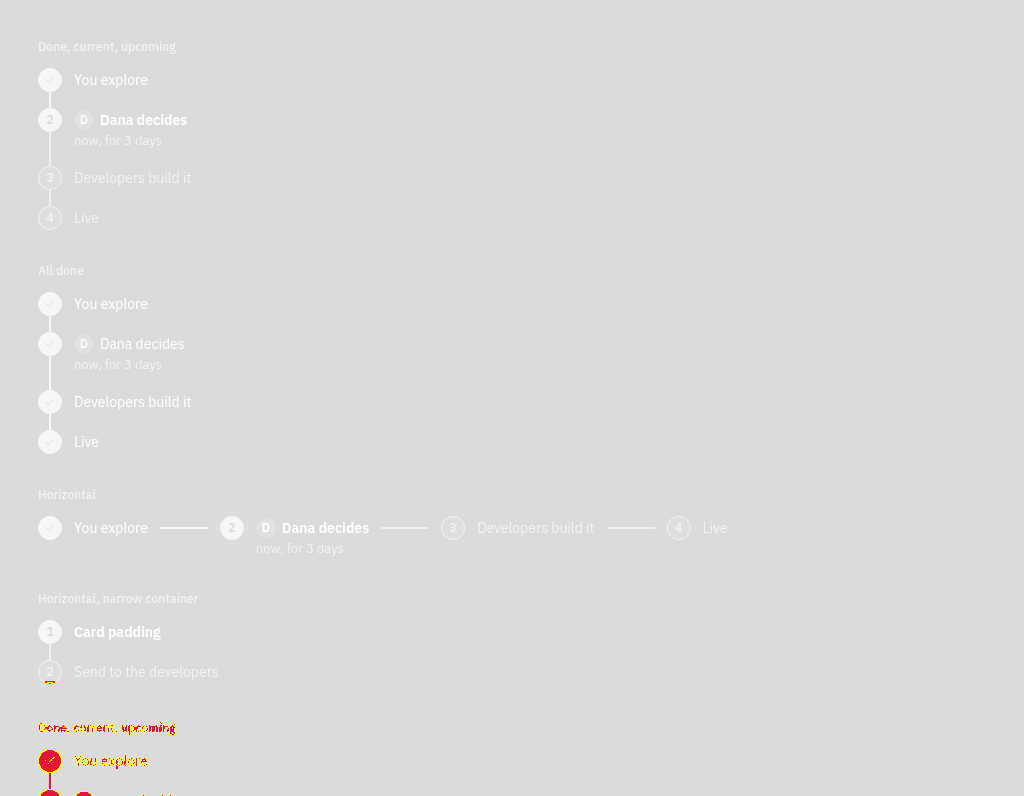 Done, current, upcoming
You explore
2 D Dana decides
now, for 3 days
3 Developers build it
4 Live
All done
You explore
D Dana decides
now, for 3 days
Developers build it
Live
Horizontal
You explore 2 D Dana decides 3 Developers build it 4 Live
now, for 3 days
Horizontal, narrow container
1 Card padding
2 Send to the developers
Done, current, upcoming
You explore